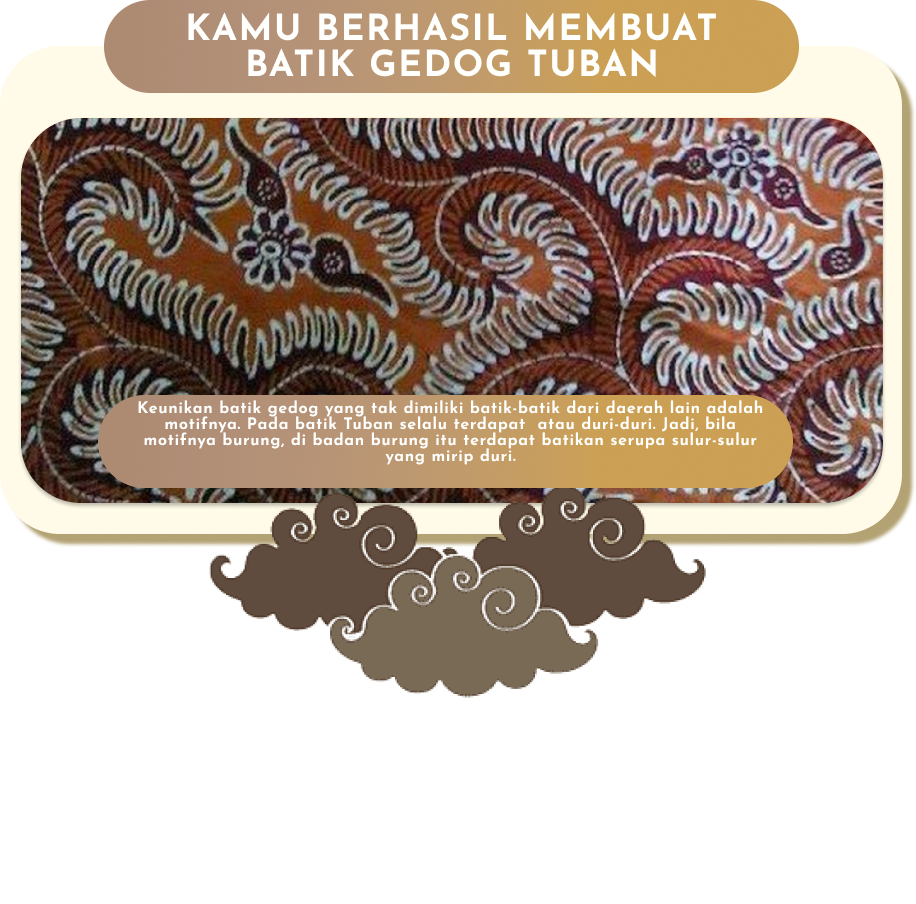 KAMU BERHASIL MEMBUAT
BATIK GEDOG TUBAN
Keunikan batik gedog yang tak dimiliki batik-batik dari daerah lain adalah
motifnya. Pada batik Tuban selalu terdapat  atau duri-duri. Jadi, bila
motifnya burung, di badan burung itu terdapat batikan serupa sulur-sulur
yang mirip duri.